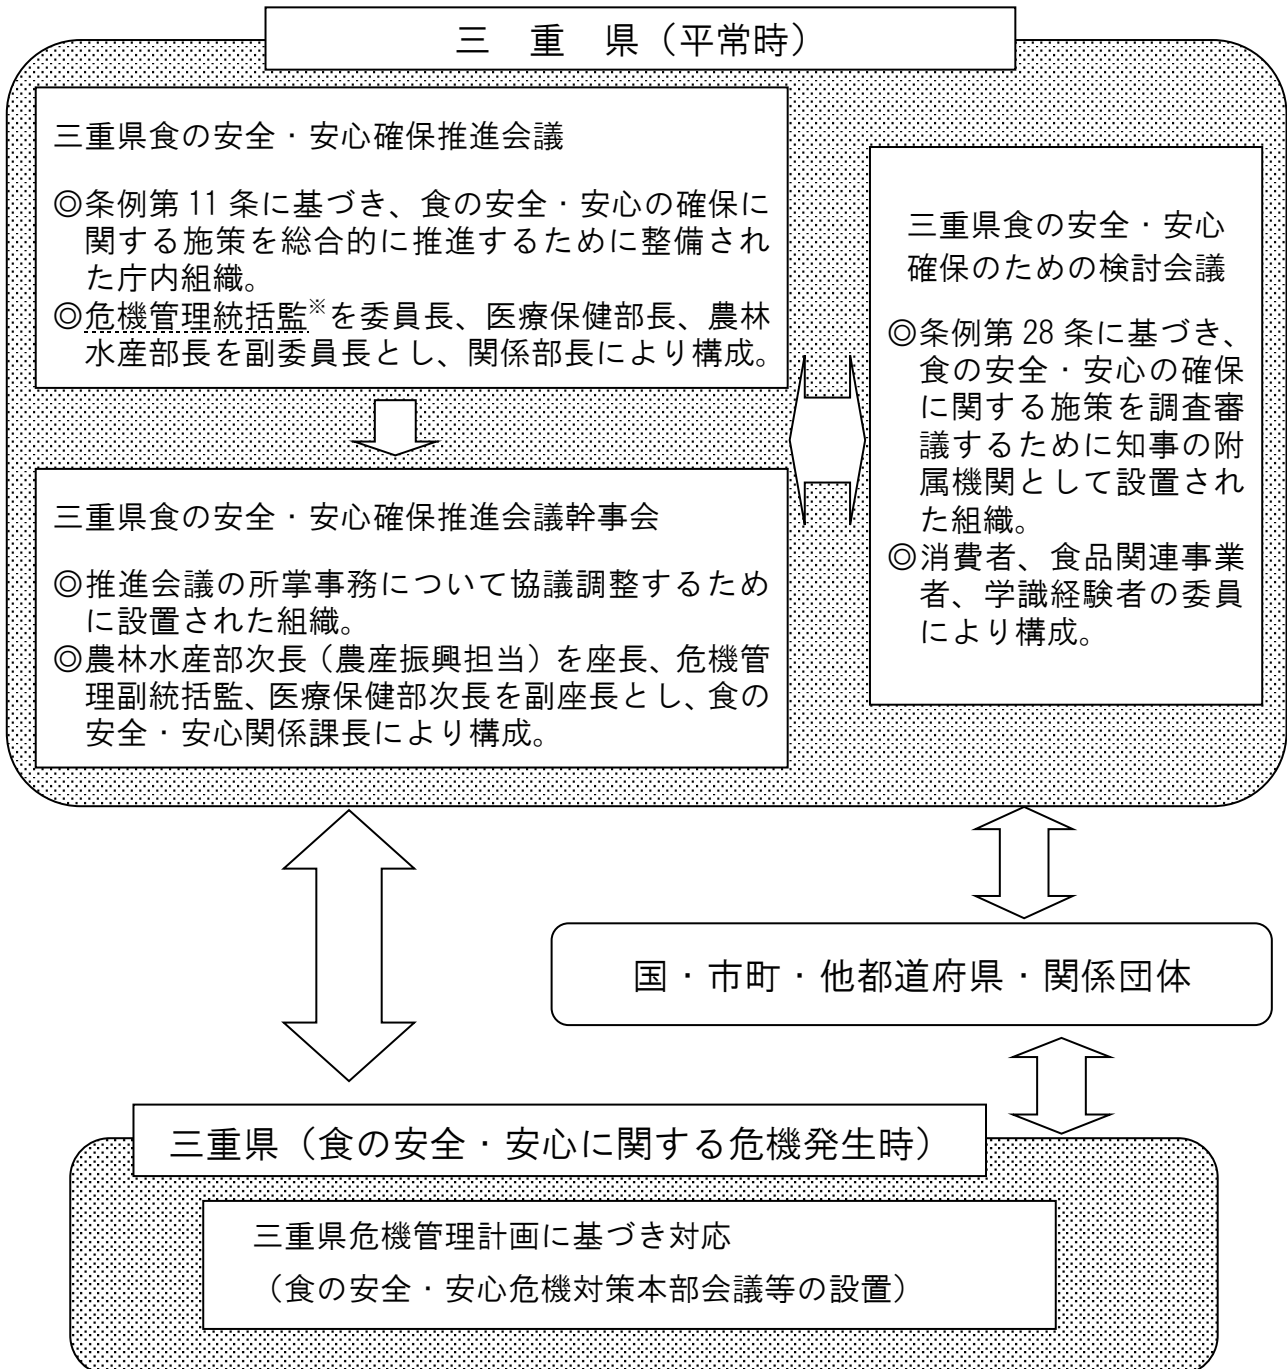 三　重　県（平常時）
三重県食の安全・安心確保推進会議
◎条例第 11 条に基づき、食の安全・安心の確保に
関する施策を総合的に推進するために整備され
た庁内組織。
◎危機管理統括監※を委員長、医療保健部長、農林
水産部長を副委員長とし、関係部長により構成。
三重県食の安全・安心確保推進会議幹事会
◎推進会議の所掌事務について協議調整するため
に設置された組織。
◎農林水産部次長（農産振興担当）を座長、危機管
理副統括監、医療保健部次長を副座長とし、食の
安全・安心関係課長により構成。
三重県食の安全・安心
確保のための検討会議
◎条例第 28 条に基づき、
食の安全・安心の確保
に関する施策を調査審
議するために知事の附
属機関として設置され
た組織。
◎消費者、食品関連事業
者、学識経験者の委員
により構成。
国・市町・他都道府県・関係団体
三重県（食の安全・安心に関する危機発生時）
三重県危機管理計画に基づき対応
（食の安全・安心危機対策本部会議等の設置）